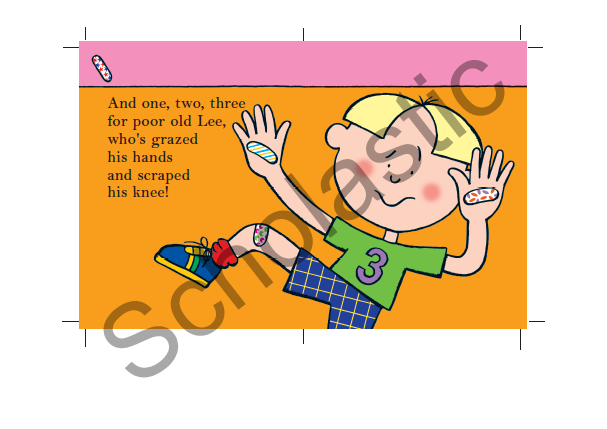 And one, two, three
for poor old Lee,
who's grazed
his hands
and scraped
his knee!
3
Scholastic